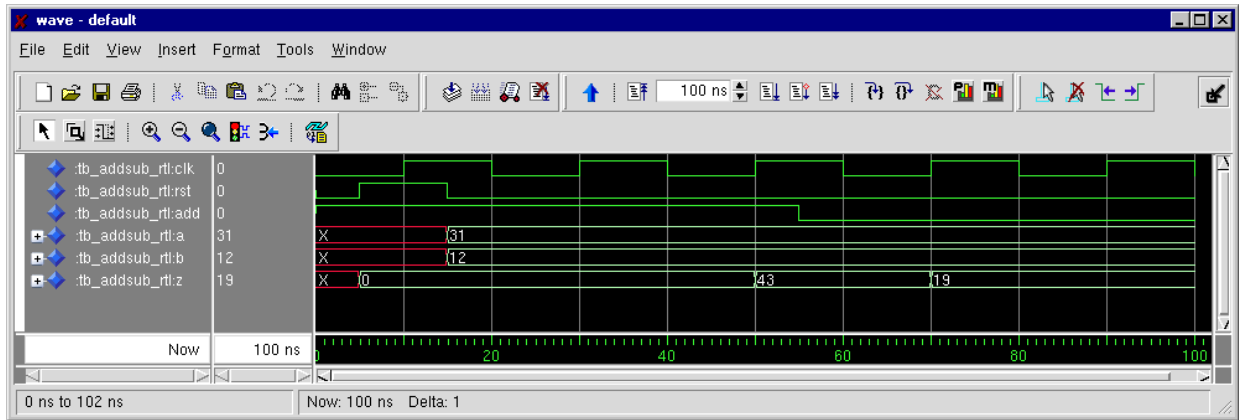 wave - default
File Edit View Insert Format Tools Window
100 ns
:tb_addsub_rtl:clk 0
:tb_addsub_rtl:rst 0
:tb_addsub_rtl:add 0
:tb_addsub_rtl:a 31 X 31
:tb_addsub_rtl:b 12 X 12
:tb_addsub_rtl:z 19 X 0 43 19
Now 100 ns 0 20 40 60 80 100
0 ns to 102 ns Now: 100 ns Delta: 1